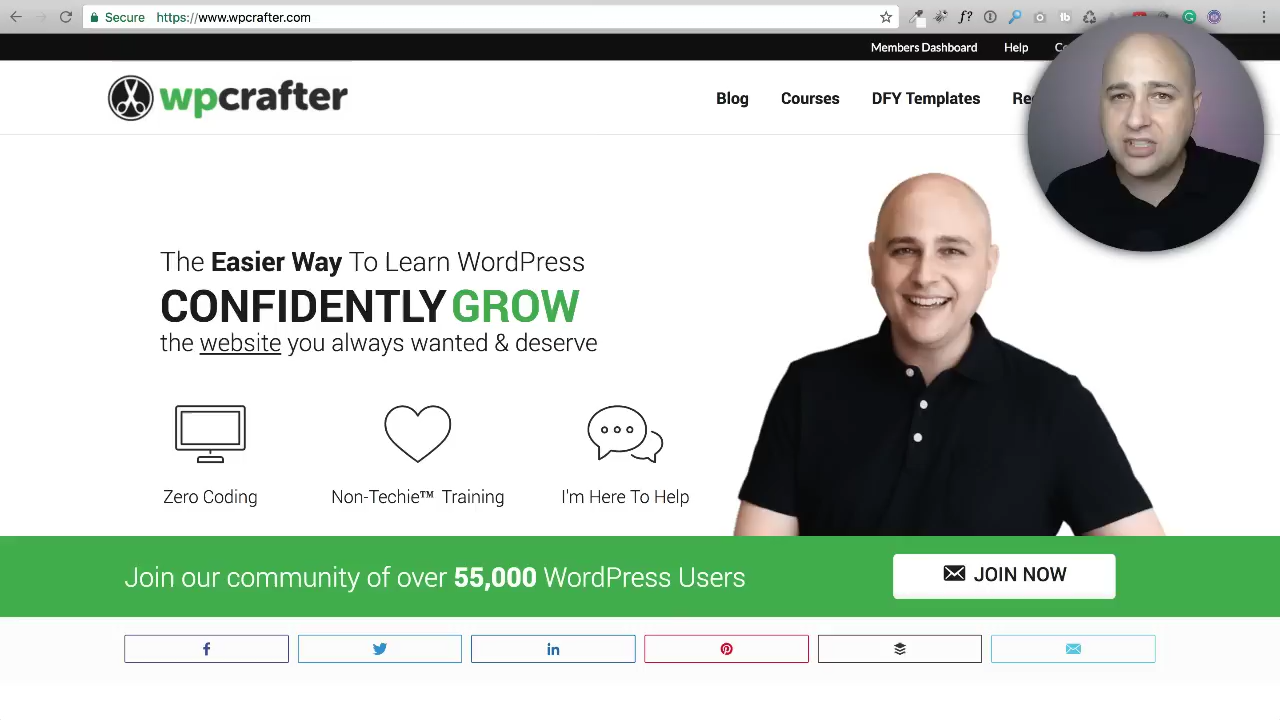 Secure
https://www.wpcrafter.com
f?
Members Dashboard
Help
wpcrafter
Blog
Courses
DFY Templates
The Easier Way To Learn WordPress
CONFIDENTLY GROW
the website you always wanted & deserve
Zero Coding
Non-Techie™ Training
I'm Here To Help
Join our community of over 55,000 WordPress Users
JOIN NOW